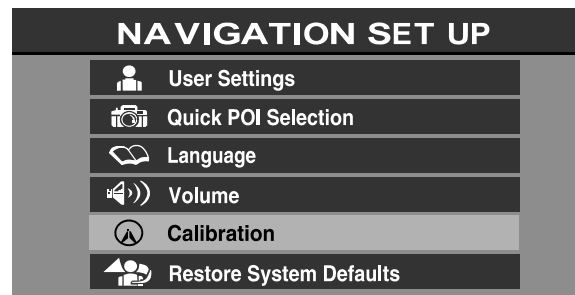 NAVIGATION SET UP
User Settings
Quick POI Selection
Language
Volume
Calibration
Restore System Defaults